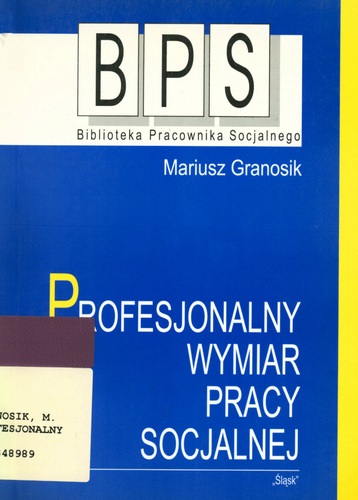 BPS
Biblioteka Pracownika Socjalnego
Mariusz Granosik
PROFESJONALNY
WYMIAR
PRACY
SOCJALNEJ
NOSIK, M.
FESJONALNY
48989
„Śląsk”